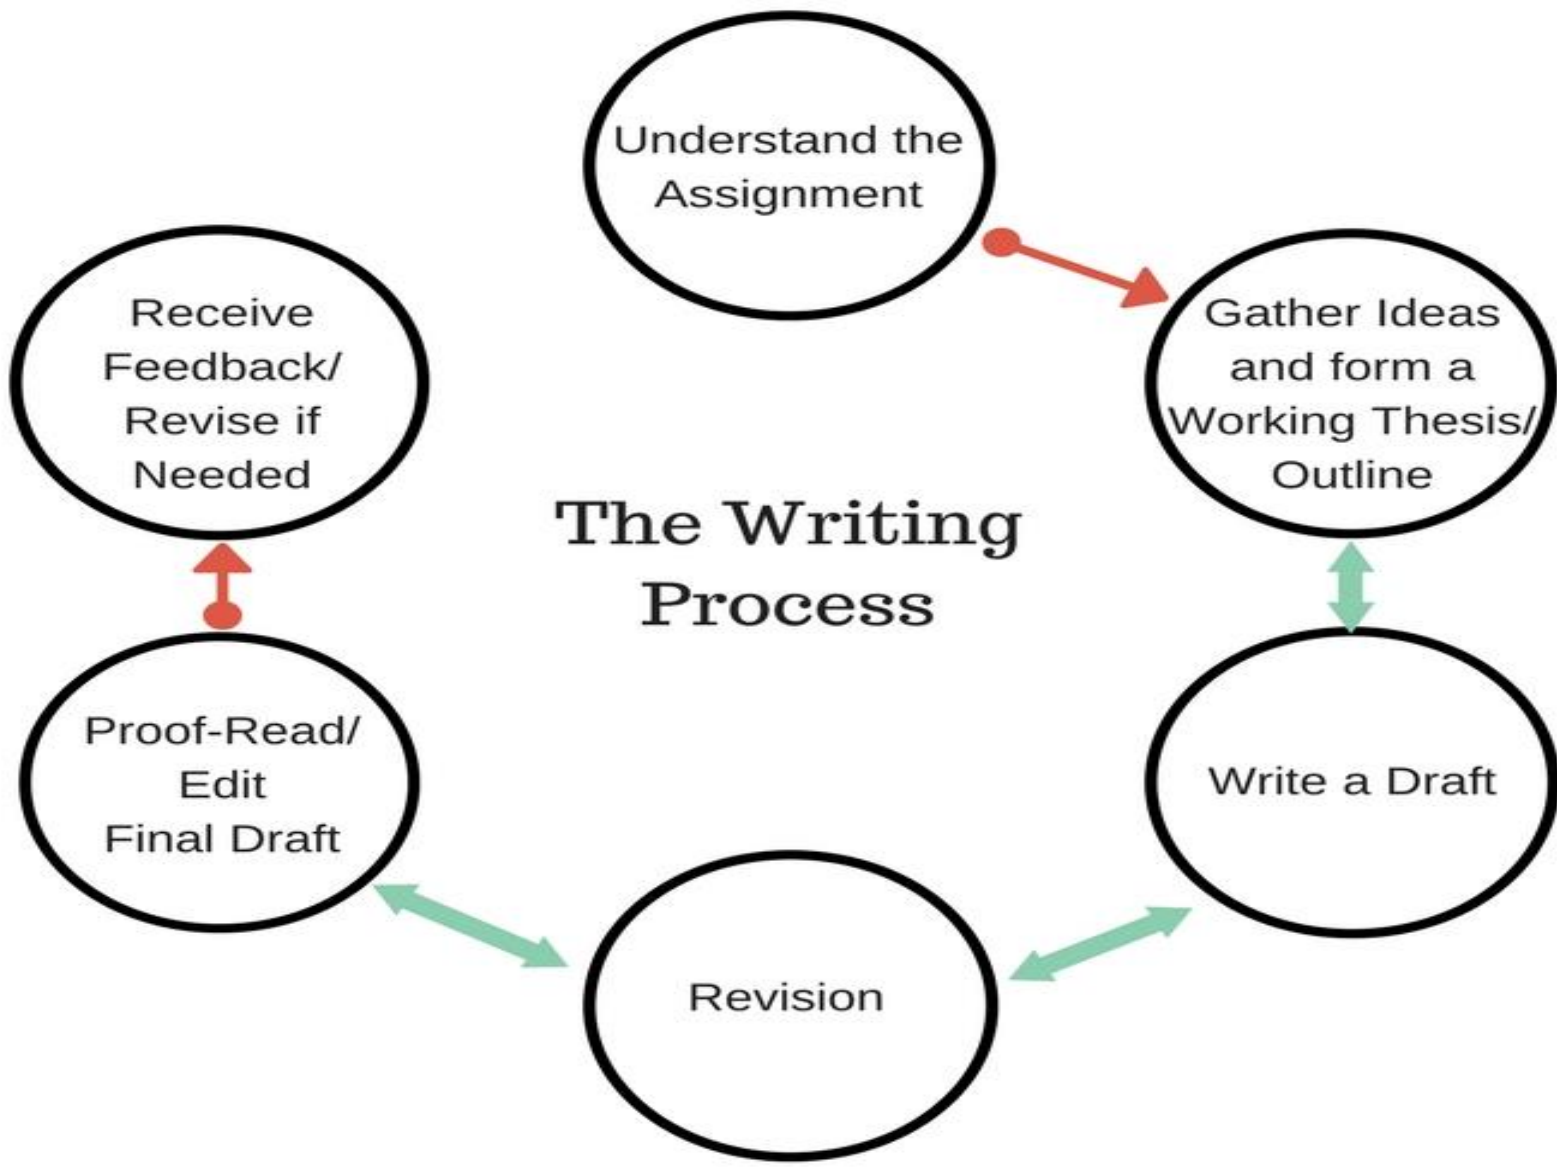 Understand the
Assignment
Gather Ideas
and form a
Working Thesis/
Outline
Write a Draft
Revision
Proof-Read/
Edit
Final Draft
Receive
Feedback/
Revise if
Needed
The Writing
Process